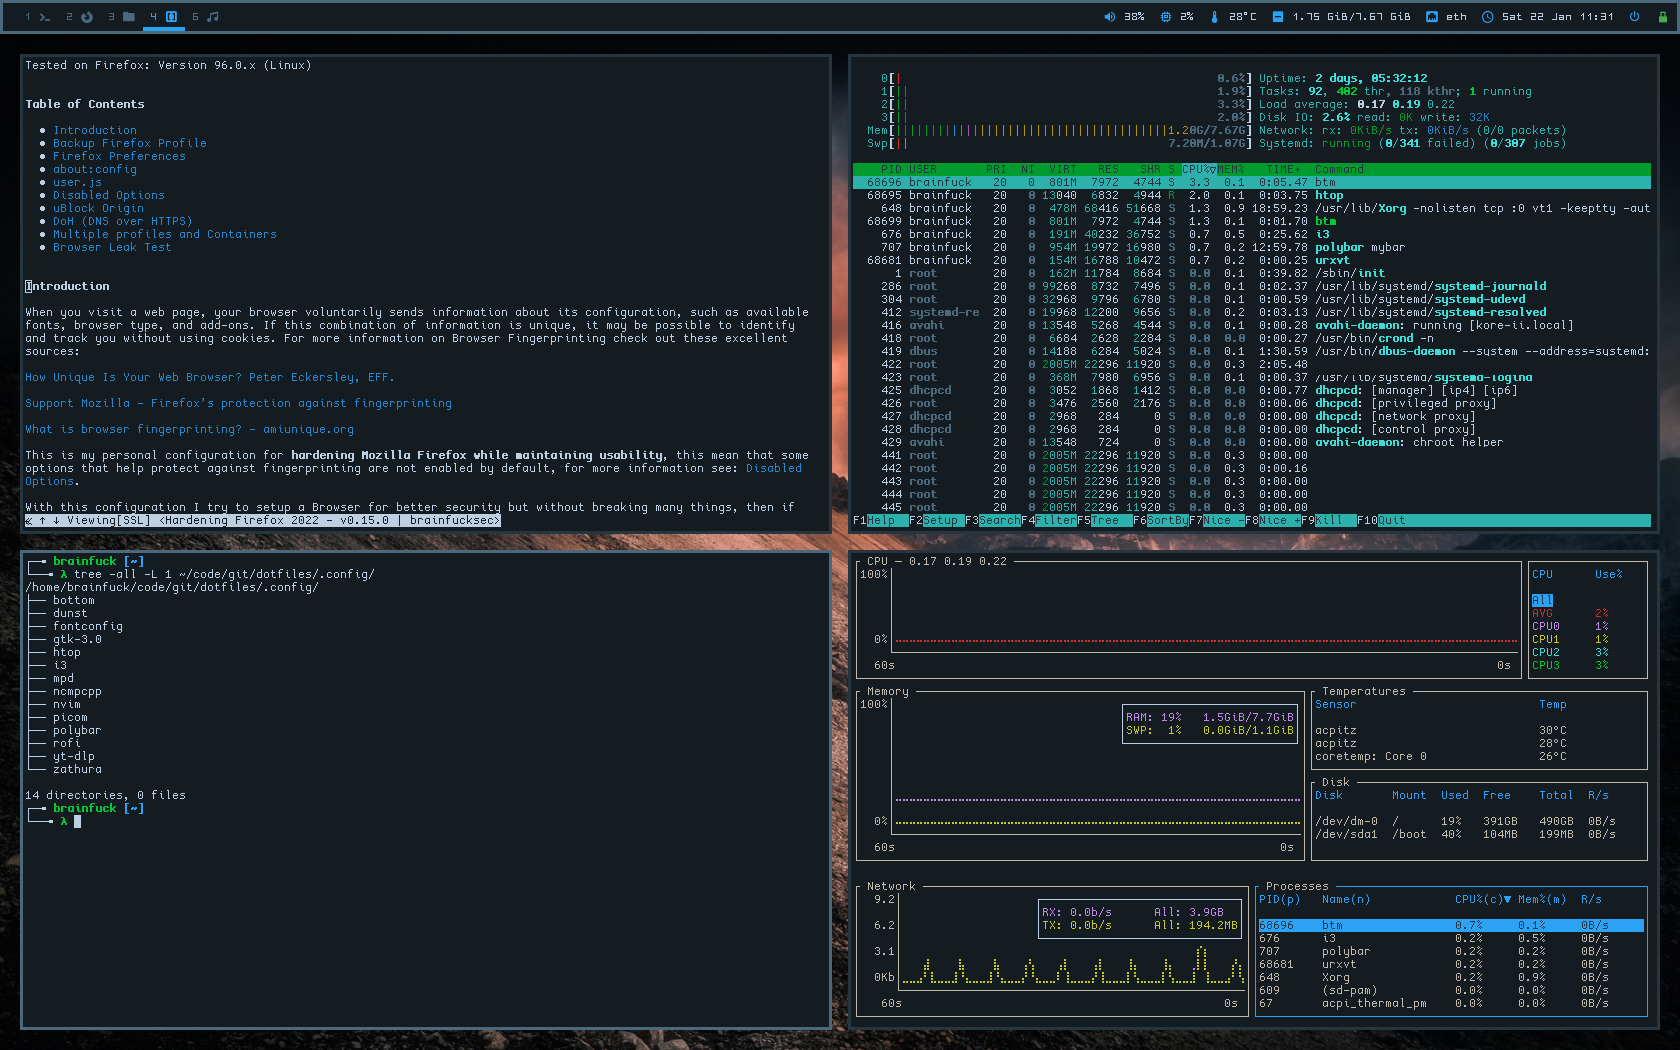 1 2 3 4 6 38% 2% 28°C 1.75 GiB/7.67 GiB eth Sat 22 Jan 11:31
Tested on Firefox: Version 96.0.x (Linux)
Table of Contents
● Introduction
● Backup Firefox Profile
● Firefox Preferences
● about:config
● user.js
● Disabled Options
● uBlock Origin
● DoH (DNS over HTTPS)
● Multiple profiles and Containers
● Browser Leak Test
Introduction
When you visit a web page, your browser voluntarily sends information about its configuration, such as available
fonts, browser type, and add-ons. If this combination of information is unique, it may be possible to identify
and track you without using cookies. For more information on Browser Fingerprinting check out these excellent
sources:
How Unique Is Your Web Browser? Peter Eckersley, EFF.
Support Mozilla - Firefox's protection against fingerprinting
What is browser fingerprinting? - amiunique.org
This is my personal configuration for hardening Mozilla Firefox while maintaining usability, this mean that some
options that help protect against fingerprinting are not enabled by default, for more information see: Disabled
Options.
With this configuration I try to setup a Browser for better security but without breaking many things, then if
≪ ↑ ↓ Viewing[SSL] <Hardening Firefox 2022 - v0.15.0 | brainfucksec>
0[| 0.6%] Uptime: 2 days, 05:32:12
1[|| 1.9%] Tasks: 92, 402 thr, 118 kthr; 1 running
2[|| 3.3%] Load average: 0.17 0.19 0.22
3[|| 2.0%] Disk IO: 2.6% read: 0K write: 32K
Mem[ 1.20G/7.67G] Network: rx: 0KiB/s tx: 0KiB/s (0/0 packets)
Swp[|| 7.20M/1.07G] Systemd: running (0/341 failed) (0/307 jobs)
PID USER PRI NI VIRT RES SHR S CPU%▽MEM% TIME+ Command
68696 brainfuck 20 0 801M 7972 4744 S 3.3 0.1 0:05.47 btm
68695 brainfuck 20 0 13040 6832 4944 R 2.0 0.1 0:03.75 htop
648 brainfuck 20 0 478M 68416 51668 S 1.3 0.9 18:59.23 /usr/lib/Xorg -nolisten tcp :0 vt1 -keeptty -aut
68699 brainfuck 20 0 801M 7972 4744 S 1.3 0.1 0:01.70 btm
676 brainfuck 20 0 191M 40232 36752 S 0.7 0.5 0:25.62 i3
707 brainfuck 20 0 954M 19972 16980 S 0.7 0.2 12:59.78 polybar mybar
68681 brainfuck 20 0 154M 16788 10472 S 0.7 0.2 0:00.25 urxvt
1 root 20 0 162M 11784 8684 S 0.0 0.1 0:39.82 /sbin/init
286 root 20 0 99268 8732 7496 S 0.0 0.1 0:02.37 /usr/lib/systemd/systemd-journald
304 root 20 0 32968 9796 6780 S 0.0 0.1 0:00.59 /usr/lib/systemd/systemd-udevd
412 systemd-re 20 0 19968 12200 9656 S 0.0 0.2 0:03.13 /usr/lib/systemd/systemd-resolved
416 avahi 20 0 13548 5268 4544 S 0.0 0.1 0:00.28 avahi-daemon: running [kore-ii.local]
418 root 20 0 6684 2628 2284 S 0.0 0.0 0:00.27 /usr/bin/crond -n
419 dbus 20 0 14188 6284 5024 S 0.0 0.1 1:30.59 /usr/bin/dbus-daemon --system --address=systemd:
422 root 20 0 2005M 22296 11920 S 0.0 0.3 2:05.48
423 root 20 0 368M 7980 6956 S 0.0 0.1 0:00.37 /usr/lib/systemd/systemd-logind
425 dhcpcd 20 0 3052 1868 1412 S 0.0 0.0 0:00.77 dhcpcd: [manager] [ip4] [ip6]
426 root 20 0 3476 2560 2176 S 0.0 0.0 0:00.06 dhcpcd: [privileged proxy]
427 dhcpcd 20 0 2968 284 0 S 0.0 0.0 0:00.00 dhcpcd: [network proxy]
428 dhcpcd 20 0 2968 284 0 S 0.0 0.0 0:00.00 dhcpcd: [control proxy]
429 avahi 20 0 13548 724 0 S 0.0 0.0 0:00.00 avahi-daemon: chroot helper
441 root 20 0 2005M 22296 11920 S 0.0 0.3 0:00.00
442 root 20 0 2005M 22296 11920 S 0.0 0.3 0:00.16
443 root 20 0 2005M 22296 11920 S 0.0 0.3 0:00.00
444 root 20 0 2005M 22296 11920 S 0.0 0.3 0:00.00
445 root 20 0 2005M 22296 11920 S 0.0 0.3 0:00.00
F1Help F2Setup F3SearchF4FilterF5Tree F6SortByF7Nice -F8Nice +F9Kill F10Quit
brainfuck [~]
λ tree -all -L 1 ~/code/git/dotfiles/.config/
/home/brainfuck/code/git/dotfiles/.config/
├── bottom
├── dunst
├── fontconfig
├── gtk-3.0
├── htop
├── i3
├── mpd
├── ncmpcpp
├── nvim
├── picom
├── polybar
├── rofi
├── yt-dlp
└── zathura
14 directories, 0 files
brainfuck [~]
λ
CPU — 0.17 0.19 0.22
100%
0%
60s 0s
CPU Use%
All
AVG 2%
CPU0 1%
CPU1 1%
CPU2 3%
CPU3 3%
Memory
100%
RAM: 19% 1.5GiB/7.7GiB
SWP: 1% 0.0GiB/1.1GiB
0%
60s 0s
Temperatures
Sensor Temp
acpitz 30°C
acpitz 28°C
coretemp: Core 0 26°C
Disk
Disk Mount Used Free Total R/s
/dev/dm-0 / 19% 391GB 490GB 0B/s
/dev/sda1 /boot 40% 104MB 199MB 0B/s
Network
9.2
6.2
3.1
0Kb
RX: 0.0b/s All: 3.9GB
TX: 0.0b/s All: 194.2MB
60s 0s
Processes
PID(p) Name(n) CPU%(c)▼ Mem%(m) R/s
68696 btm 0.7% 0.1% 0B/s
676 i3 0.2% 0.5% 0B/s
707 polybar 0.2% 0.2% 0B/s
68681 urxvt 0.2% 0.2% 0B/s
648 Xorg 0.2% 0.9% 0B/s
609 (sd-pam) 0.0% 0.0% 0B/s
67 acpi_thermal_pm 0.0% 0.0% 0B/s